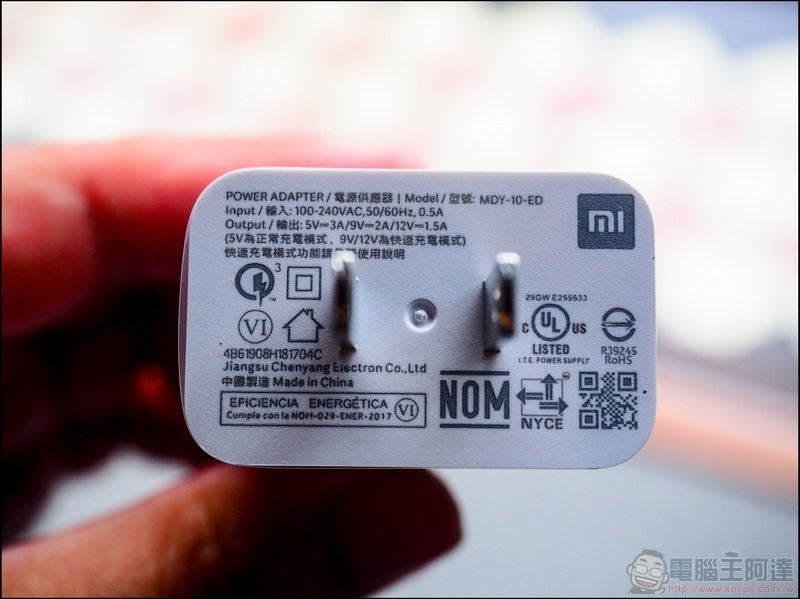 POWER ADAPTER / 電源供應器 | Model / 型號: MDY-10-ED
Input / 輸入: 100-240VAC,50/60Hz, 0.5A
Output / 輸出: 5V⎓3A/9V⎓2A/12V⎓1.5A
(5V為正常充電模式，9V/12V為快速充電模式)
快速充電模式功能請 使用說明
mi
3
TM
VI
4B61908H181704C
Jiangsu Chenyang Electron Co.,Ltd
中國製造 Made in China
EFICIENCIA ENERGÉTICA
Cumple con la NOM-029-ENER-2017
VI
29GW E255633
C UL US
LISTED
I.T.E. POWER SUPPLY
R39245
RoHS
NOM
NYCE
電腦王阿達
http://www.kocpc.com.tw